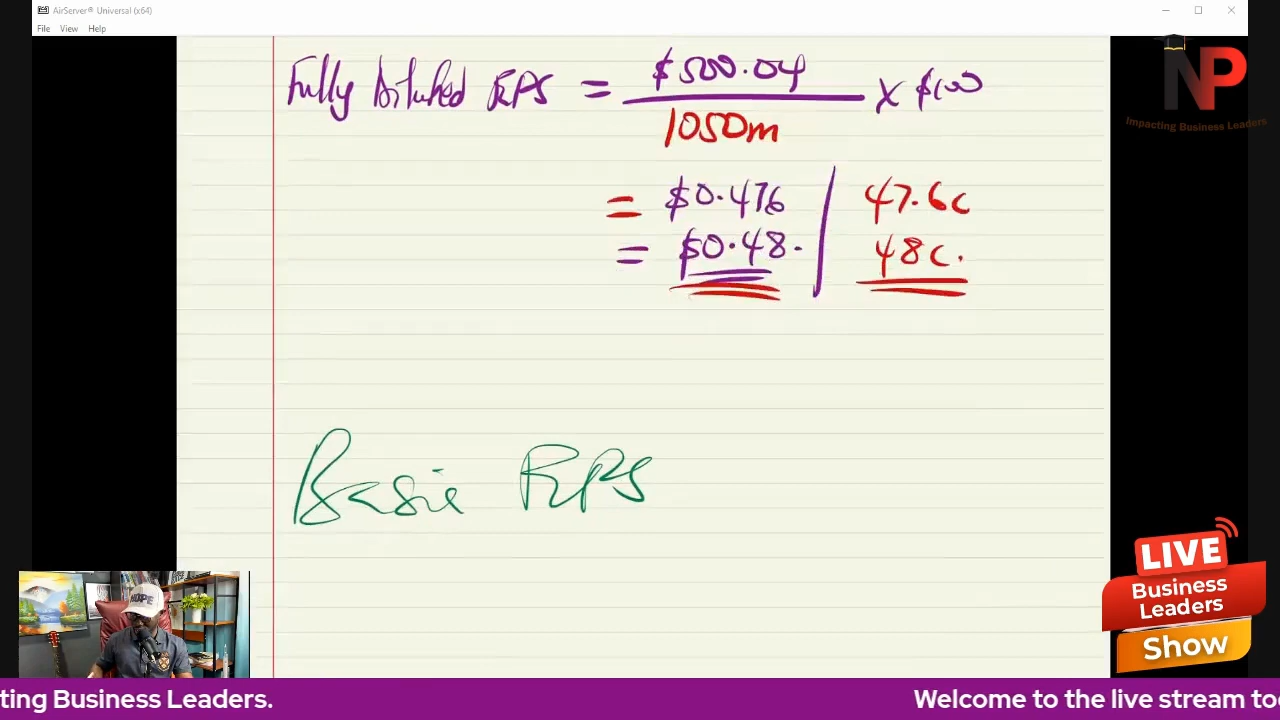 AirServer® Universal (x64)
File View Help
NP
Impacting Business Leaders
Fully Diluted EPS = $500.04 / 1050m x $100
= $0.476 | 47.6c
= $0.48. | 48c.
Basic EPS
HOPE
LIVE
Business
Leaders
Show
ting Business Leaders. Welcome to the live stream to